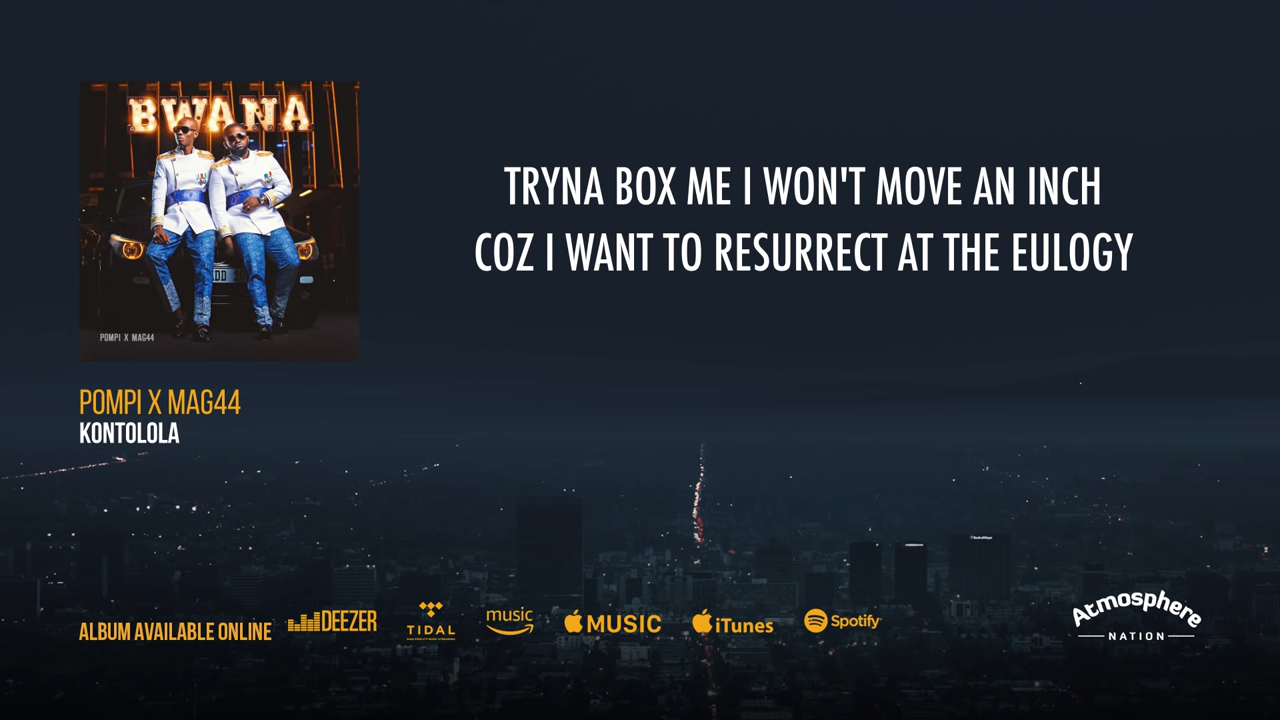 BWANA
POMPI X MAG44
TRYNA BOX ME I WON'T MOVE AN INCH
COZ I WANT TO RESURRECT AT THE EULOGY
POMPI X MAG44
KONTOLOLA
ALBUM AVAILABLE ONLINE
DEEZER
TIDAL
music
MUSIC
iTunes
Spotify
Atmosphere
NATION